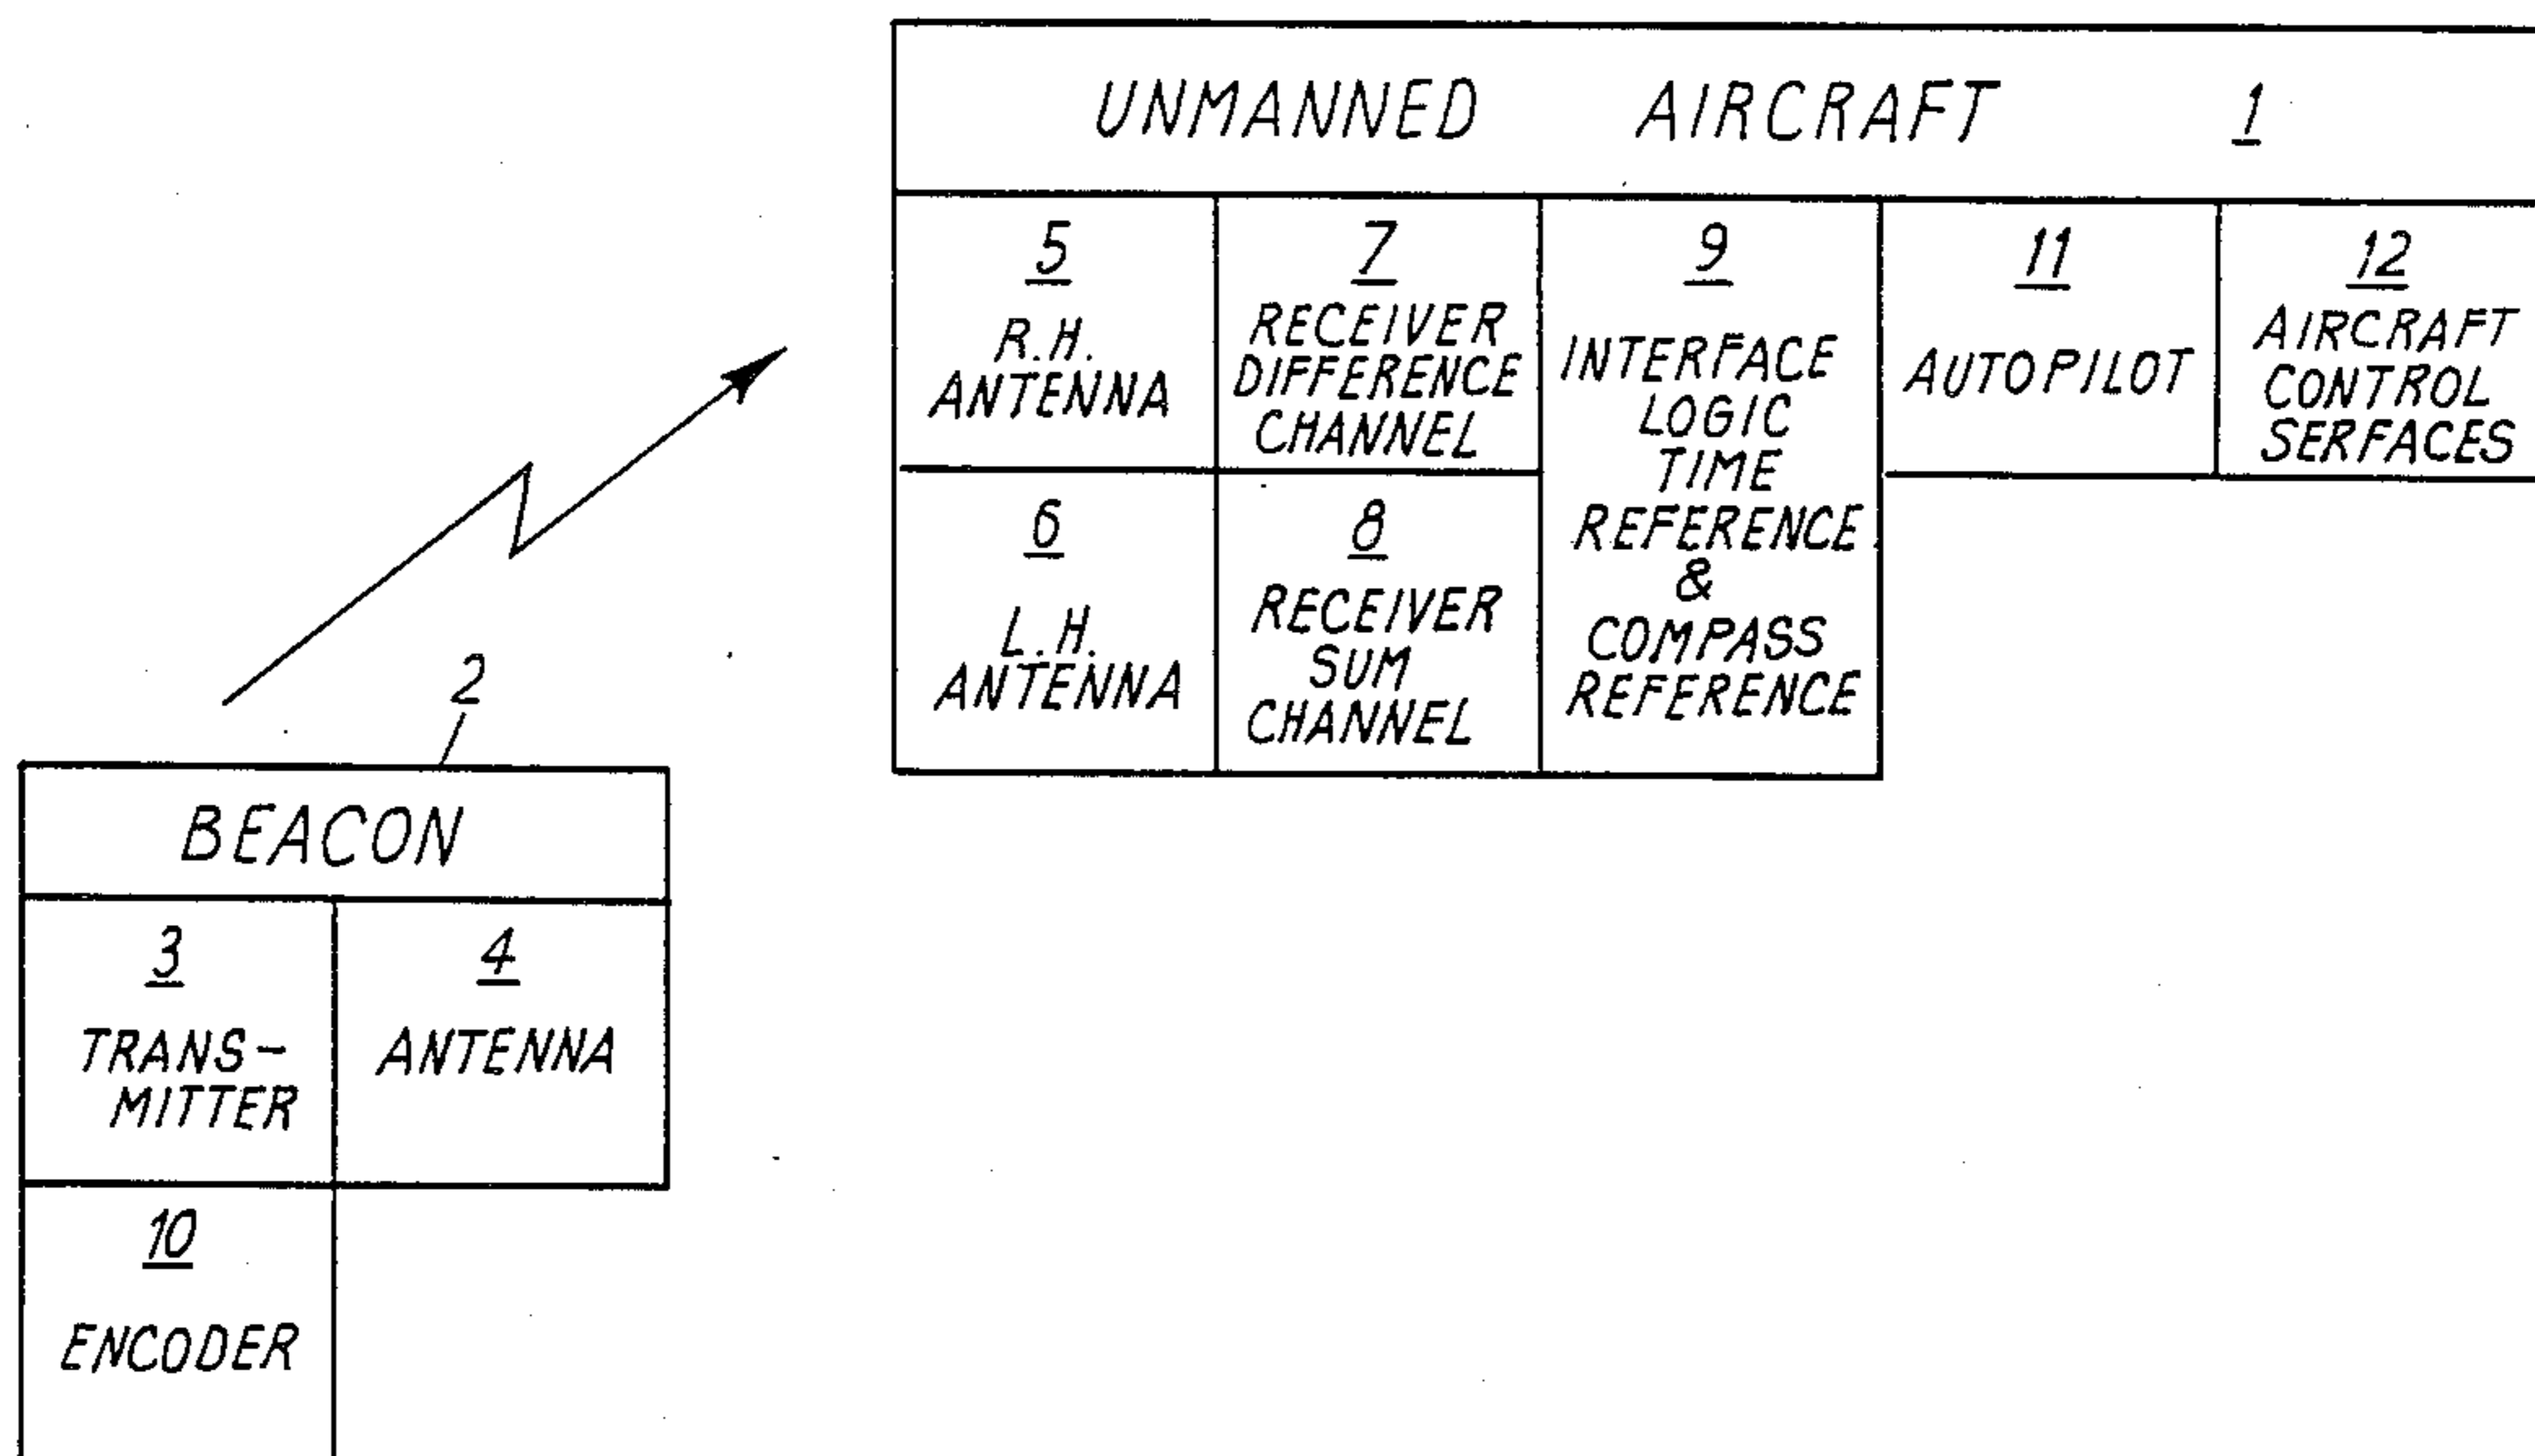 UNMANNED AIRCRAFT 1
5
R.H.
ANTENNA
7
RECEIVER
DIFFERENCE
CHANNEL
9
INTERFACE
LOGIC
TIME
REFERENCE
&
COMPASS
REFERENCE
11
AUTOPILOT
12
AIRCRAFT
CONTROL
SERFACES
6
L.H.
ANTENNA
8
RECEIVER
SUM
CHANNEL
2
BEACON
3
TRANS-
MITTER
4
ANTENNA
10
ENCODER